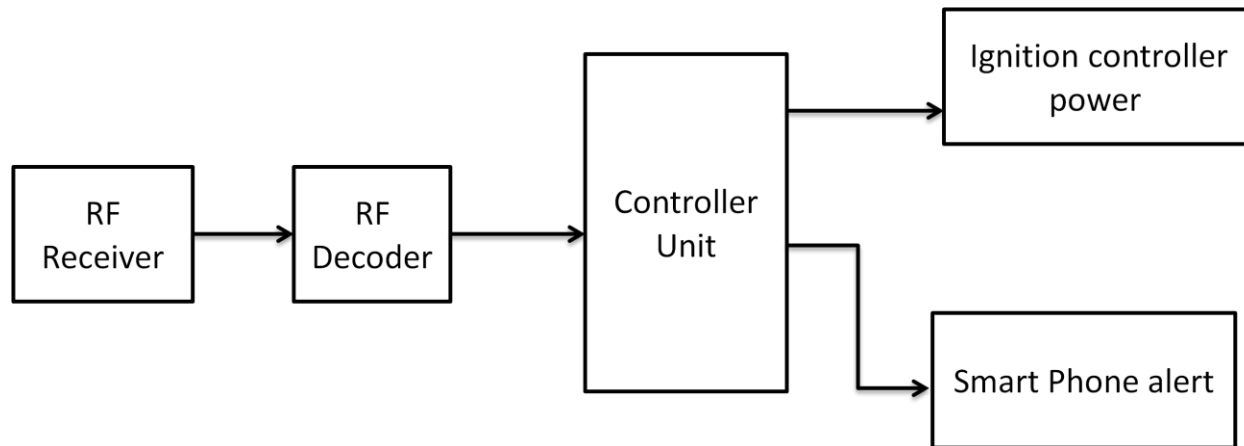 RF
Receiver
RF
Decoder
Controller
Unit
Ignition controller
power
Smart Phone alert